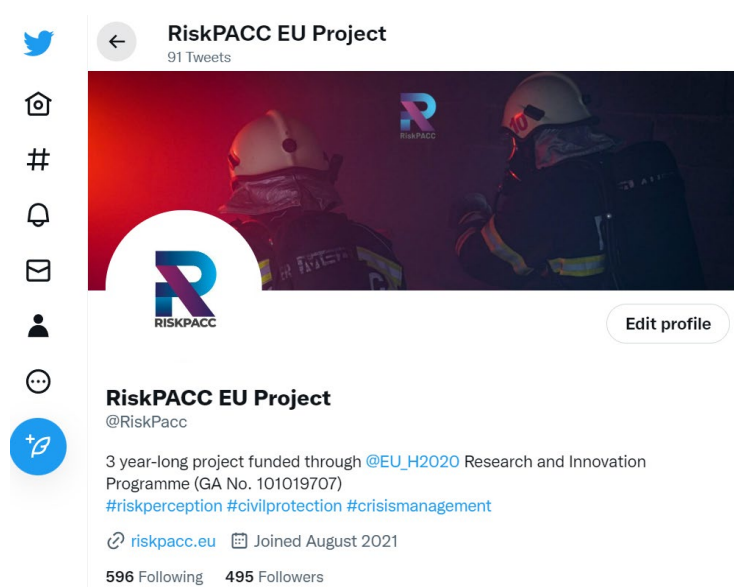 RiskPACC EU Project
91 Tweets
RiskPACC
RISKPACC
Edit profile
RiskPACC EU Project
@RiskPacc
3 year-long project funded through @EU_H2020 Research and Innovation
Programme (GA No. 101019707)
#riskperception #civilprotection #crisismanagement
riskpacc.eu Joined August 2021
596 Following 495 Followers